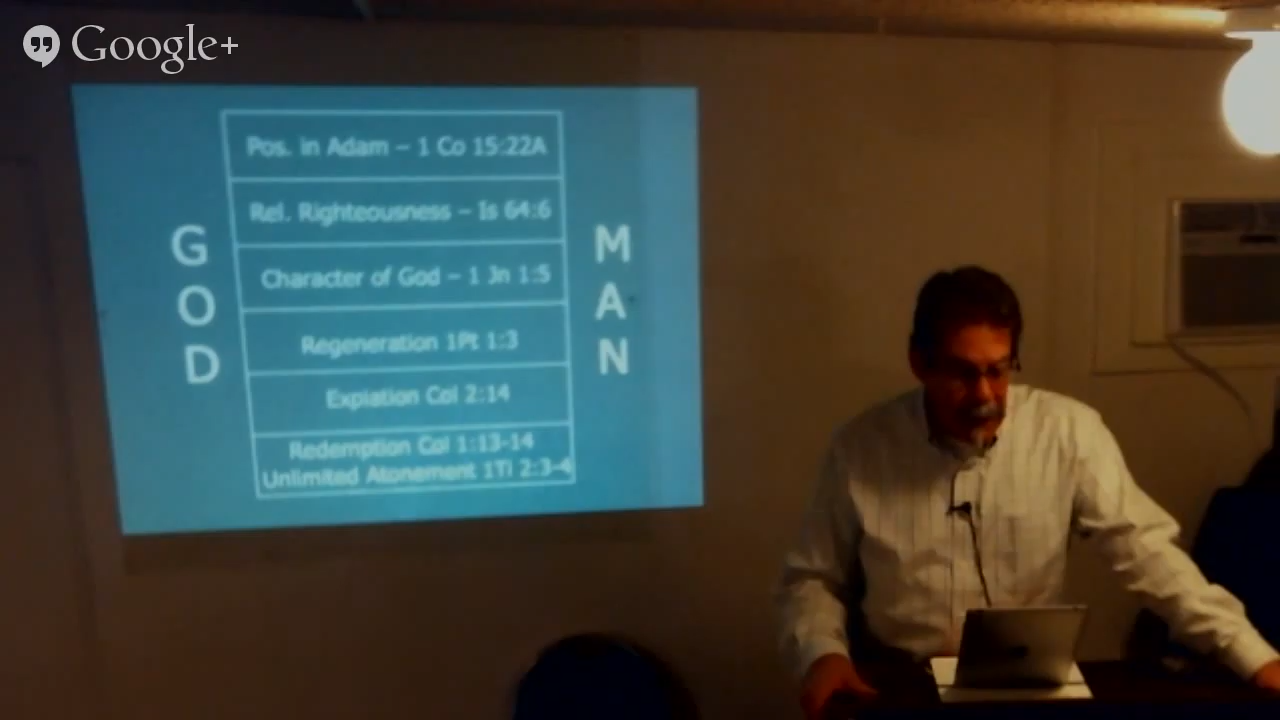 Google+
Pos. in Adam – 1 Co 15:22A
Rel. Righteousness – Is 64:6
Character of God – 1 Jn 1:5
Regeneration 1Pt 1:3
Expiation Col 2:14
Redemption Col 1:13-14
Unlimited Atonement 1Ti 2:3-4
GOD
MAN